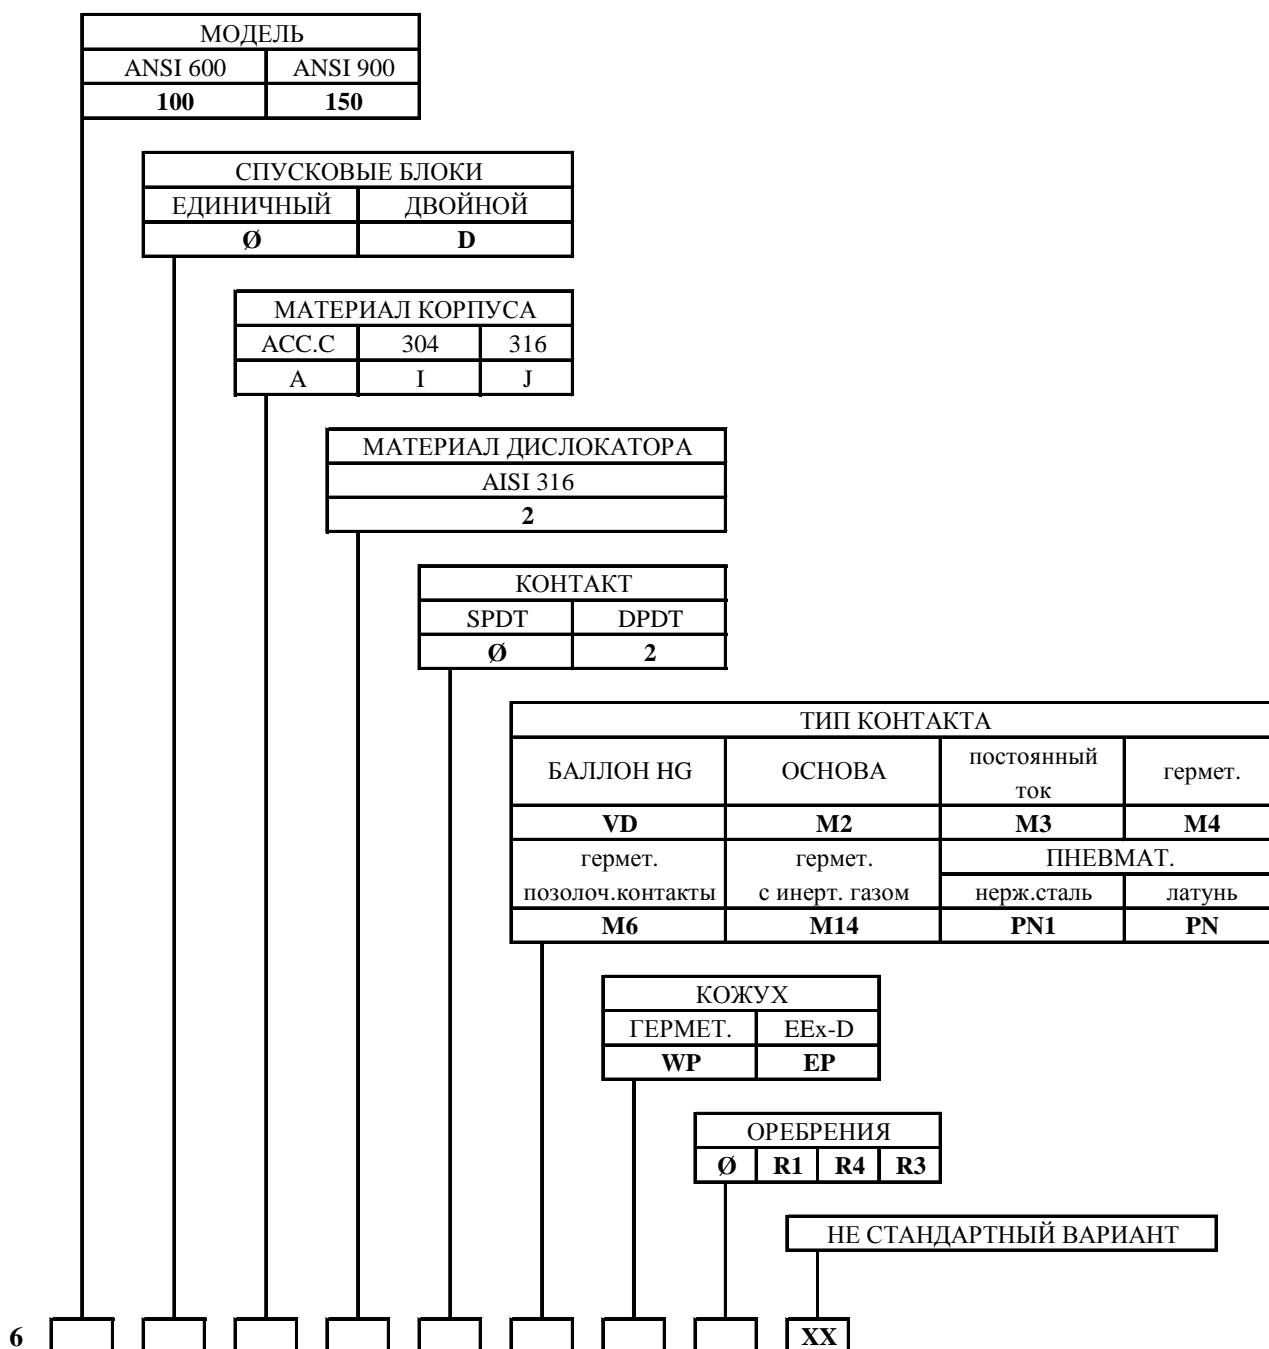 МОДЕЛЬ
ANSI 600 ANSI 900
100 150
СПУСКОВЫЕ БЛОКИ
ЕДИНИЧНЫЙ ДВОЙНОЙ
Ø D
МАТЕРИАЛ КОРПУСА
ACC.C 304 316
A I J
МАТЕРИАЛ ДИСЛОКАТОРА
AISI 316
2
КОНТАКТ
SPDT DPDT
Ø 2
ТИП КОНТАКТА
БАЛЛОН HG ОСНОВА постоянный ток гермет.
VD M2 M3 M4
гермет. гермет. ПНЕВМАТ.
позолоч.контакты с инерт. газом нерж.сталь латунь
M6 M14 PN1 PN
КОЖУХ
ГЕРМЕТ. EEx-D
WP EP
ОРЕБРЕНИЯ
Ø R1 R4 R3
НЕ СТАНДАРТНЫЙ ВАРИАНТ
6 XX